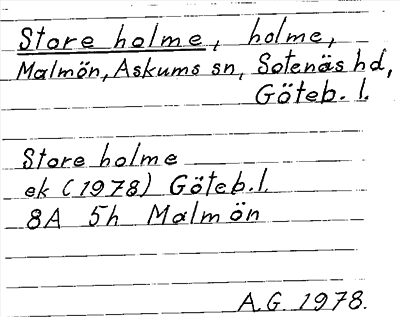 Store holme, holme,
Malmön, Askums sn, Sotenäs hd,
Göteb. l.
Store holme
ek (1978) Göteb. l.
8A 5h Malmön
A.G. 1978.